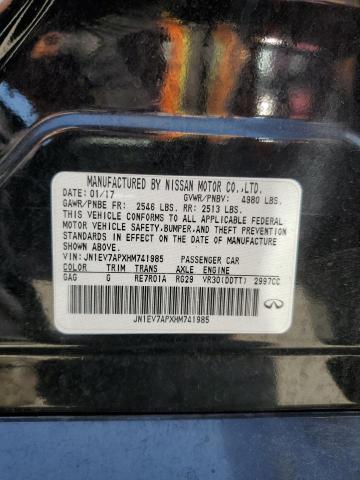 MANUFACTURED BY NISSAN MOTOR CO.,LTD.
DATE: 01/17 GVWR/PNBV: 4980 LBS.
GAWR/PNBE FR: 2546 LBS. RR: 2513 LBS.
THIS VEHICLE CONFORMS TO ALL APPLICABLE FEDERAL
MOTOR VEHICLE SAFETY,BUMPER,AND THEFT PREVENTION
STANDARDS IN EFFECT ON THE DATE OF MANUFACTURE
SHOWN ABOVE.
VIN: JN1EV7APXHM741985 PASSENGER CAR
COLOR TRIM TRANS AXLE ENGINE
GAG G RE7R01A RG29 VR30(DDTT) 2997CC
JN1EV7APXHM741985